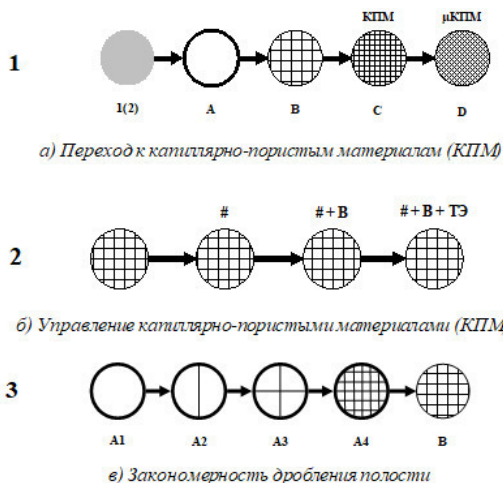 КПМ µКПМ
1
1(2) A B C D
а) Переход к капиллярно-пористым материалам (КПМ)
# # + B # + B + ТЭ
2
б) Управление капиллярно-пористыми материалами (КПМ
3
A1 A2 A3 A4 B
в) Закономерность дробления полости